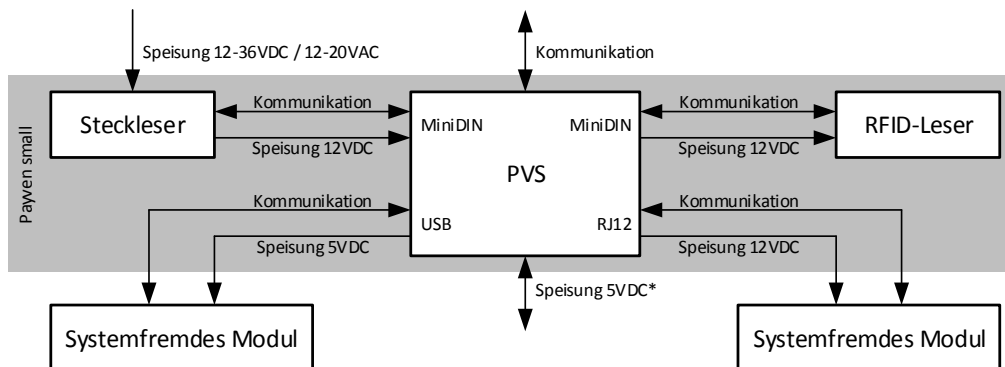 Speisung 12-36VDC / 12-20VAC
Kommunikation
Payven small
Steckleser
Kommunikation
Speisung 12VDC
MiniDIN
MiniDIN
PVS
Kommunikation
Speisung 12VDC
RFID-Leser
Kommunikation
Speisung 5VDC
USB
RJ12
Kommunikation
Speisung 12VDC
Speisung 5VDC*
Systemfremdes Modul
Systemfremdes Modul